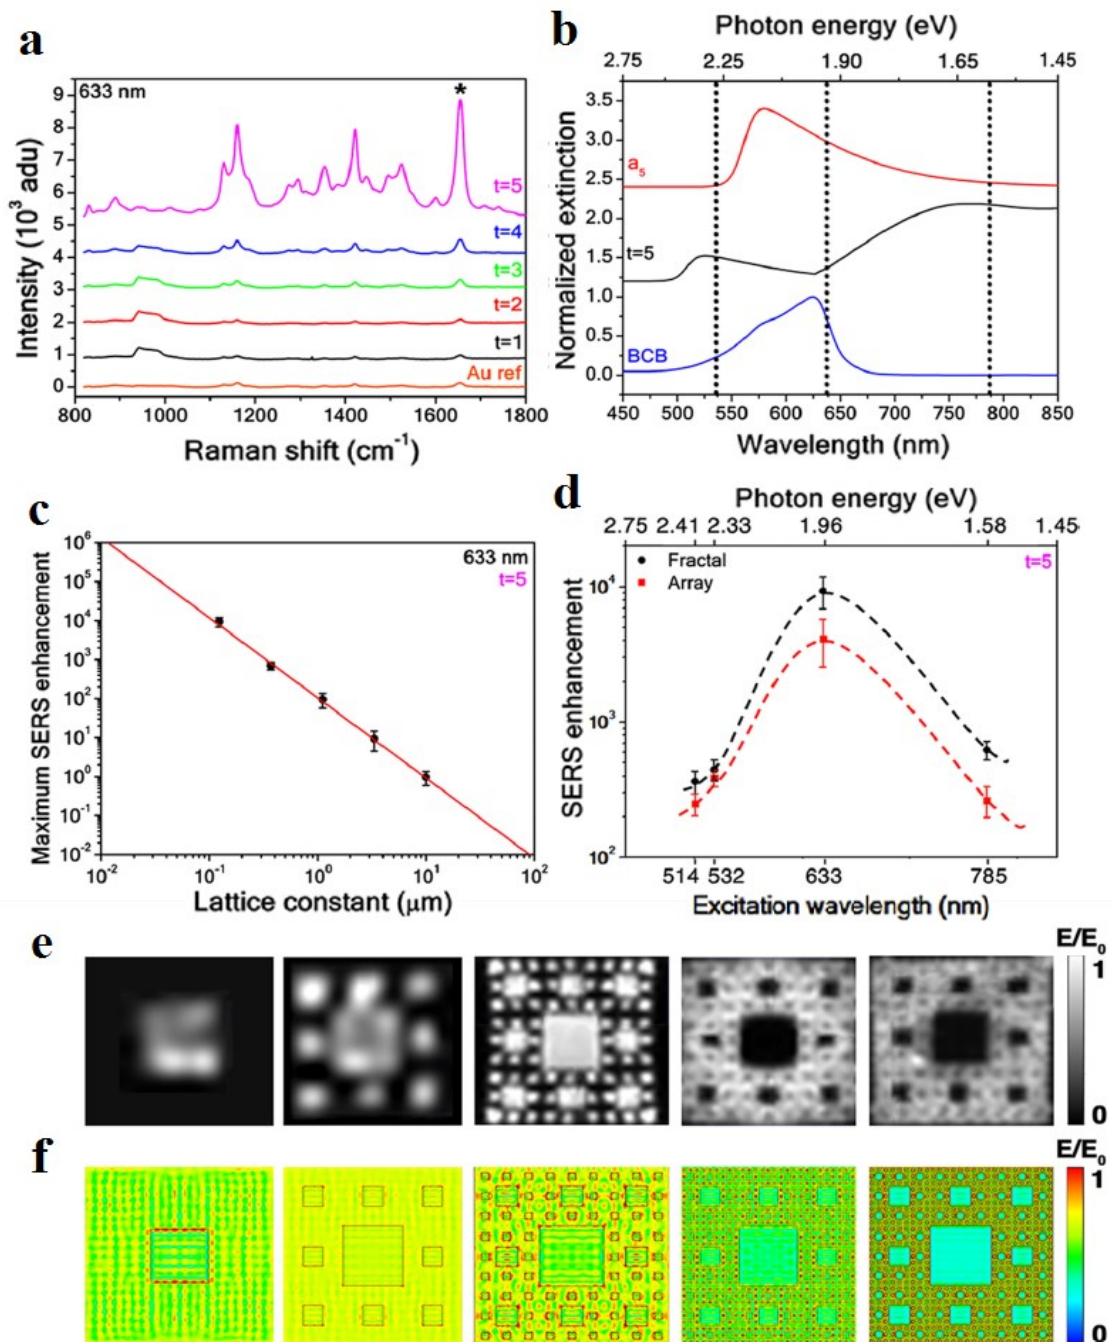 a
633 nm
*
9
8
7
6
5
4
3
2
1
0
t=5
t=4
t=3
t=2
t=1
Au ref
Intensity (10³ adu)
800 1000 1200 1400 1600 1800
Raman shift (cm⁻¹)
b
Photon energy (eV)
2.75 2.25 1.90 1.65 1.45
3.5
3.0
2.5
2.0
1.5
1.0
0.5
0.0
a₅
t=5
BCB
Normalized extinction
450 500 550 600 650 700 750 800 850
Wavelength (nm)
c
633 nm
t=5
10⁶
10⁵
10⁴
10³
10²
10¹
10⁰
10⁻¹
10⁻²
Maximum SERS enhancement
10⁻² 10⁻¹ 10⁰ 10¹ 10²
Lattice constant (μm)
d
Photon energy (eV)
2.75 2.41 2.33 1.96 1.58 1.45
Fractal
Array
t=5
10⁴
10³
10²
SERS enhancement
514 532 633 785
Excitation wavelength (nm)
e
E/E₀
1
0
f
E/E₀
1
0